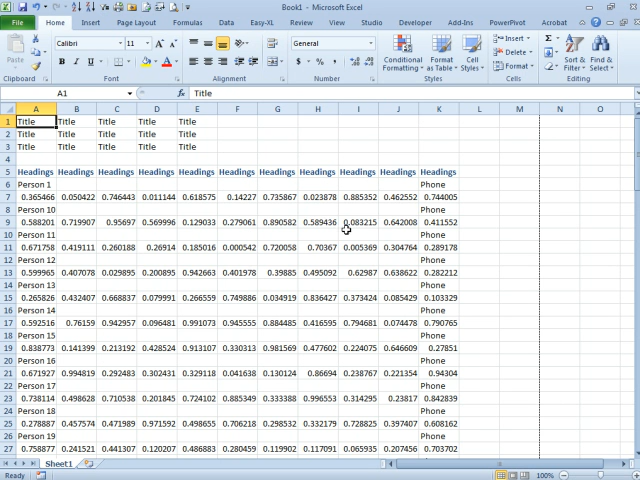 Book1 - Microsoft Excel
File Home Insert Page Layout Formulas Data Easy-XL Review View Studio Developer Add-Ins PowerPivot Acrobat
Paste Calibri 11 General Conditional Formatting Format as Table Cell Styles Insert Delete Format Sort & Filter Find & Select
Clipboard Font Alignment Number Styles Cells Editing
A1 fx Title
A B C D E F G H I J K L M N O
1 Title Title Title Title Title
2 Title Title Title Title Title
3 Title Title Title Title Title
4
5 Headings Headings Headings Headings Headings Headings Headings Headings Headings Headings Headings
6 Person 1 Phone
7 0.365466 0.050422 0.746443 0.011144 0.618575 0.14227 0.735867 0.023878 0.885352 0.462552 0.744005
8 Person 10 Phone
9 0.588201 0.719907 0.95697 0.569996 0.129033 0.279061 0.890582 0.589436 0.083215 0.642008 0.411552
10 Person 11 Phone
11 0.671758 0.419111 0.260188 0.26914 0.185016 0.000542 0.720058 0.70367 0.005369 0.304764 0.289178
12 Person 12 Phone
13 0.599965 0.407078 0.029895 0.200895 0.942663 0.401978 0.39885 0.495092 0.62987 0.638622 0.282212
14 Person 13 Phone
15 0.265826 0.432407 0.668837 0.079991 0.266559 0.749886 0.034919 0.836427 0.373424 0.085429 0.103329
16 Person 14 Phone
17 0.592516 0.76159 0.942957 0.096481 0.991073 0.945555 0.884485 0.416595 0.794681 0.074478 0.790765
18 Person 15 Phone
19 0.838773 0.141399 0.213192 0.428524 0.913107 0.330313 0.981569 0.477602 0.224075 0.646609 0.27851
20 Person 16 Phone
21 0.671927 0.994819 0.292483 0.302431 0.329118 0.041638 0.130124 0.86694 0.238767 0.221354 0.94304
22 Person 17 Phone
23 0.738114 0.498628 0.710538 0.201845 0.724102 0.885349 0.333388 0.996553 0.314295 0.23817 0.842839
24 Person 18 Phone
25 0.278887 0.457574 0.471989 0.971592 0.498655 0.706218 0.298532 0.332179 0.728825 0.397407 0.608162
26 Person 19 Phone
27 0.758877 0.241521 0.441307 0.120207 0.486883 0.280459 0.119902 0.117091 0.065935 0.207456 0.703702
Sheet1
Ready 100%